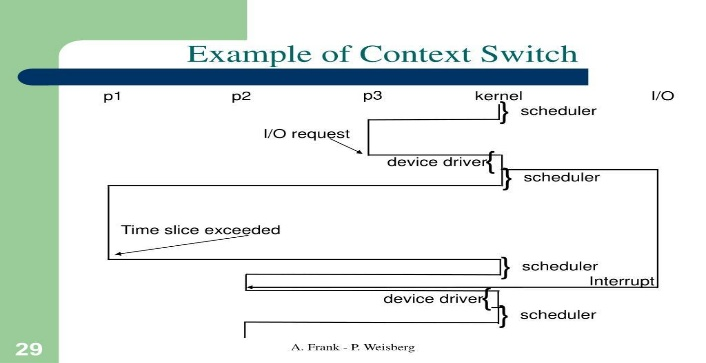 Example of Context Switch
p1 p2 p3 kernel I/O
} scheduler
I/O request
device driver {
} scheduler
Time slice exceeded
} scheduler
Interrupt
device driver {
} scheduler
29 A. Frank - P. Weisberg